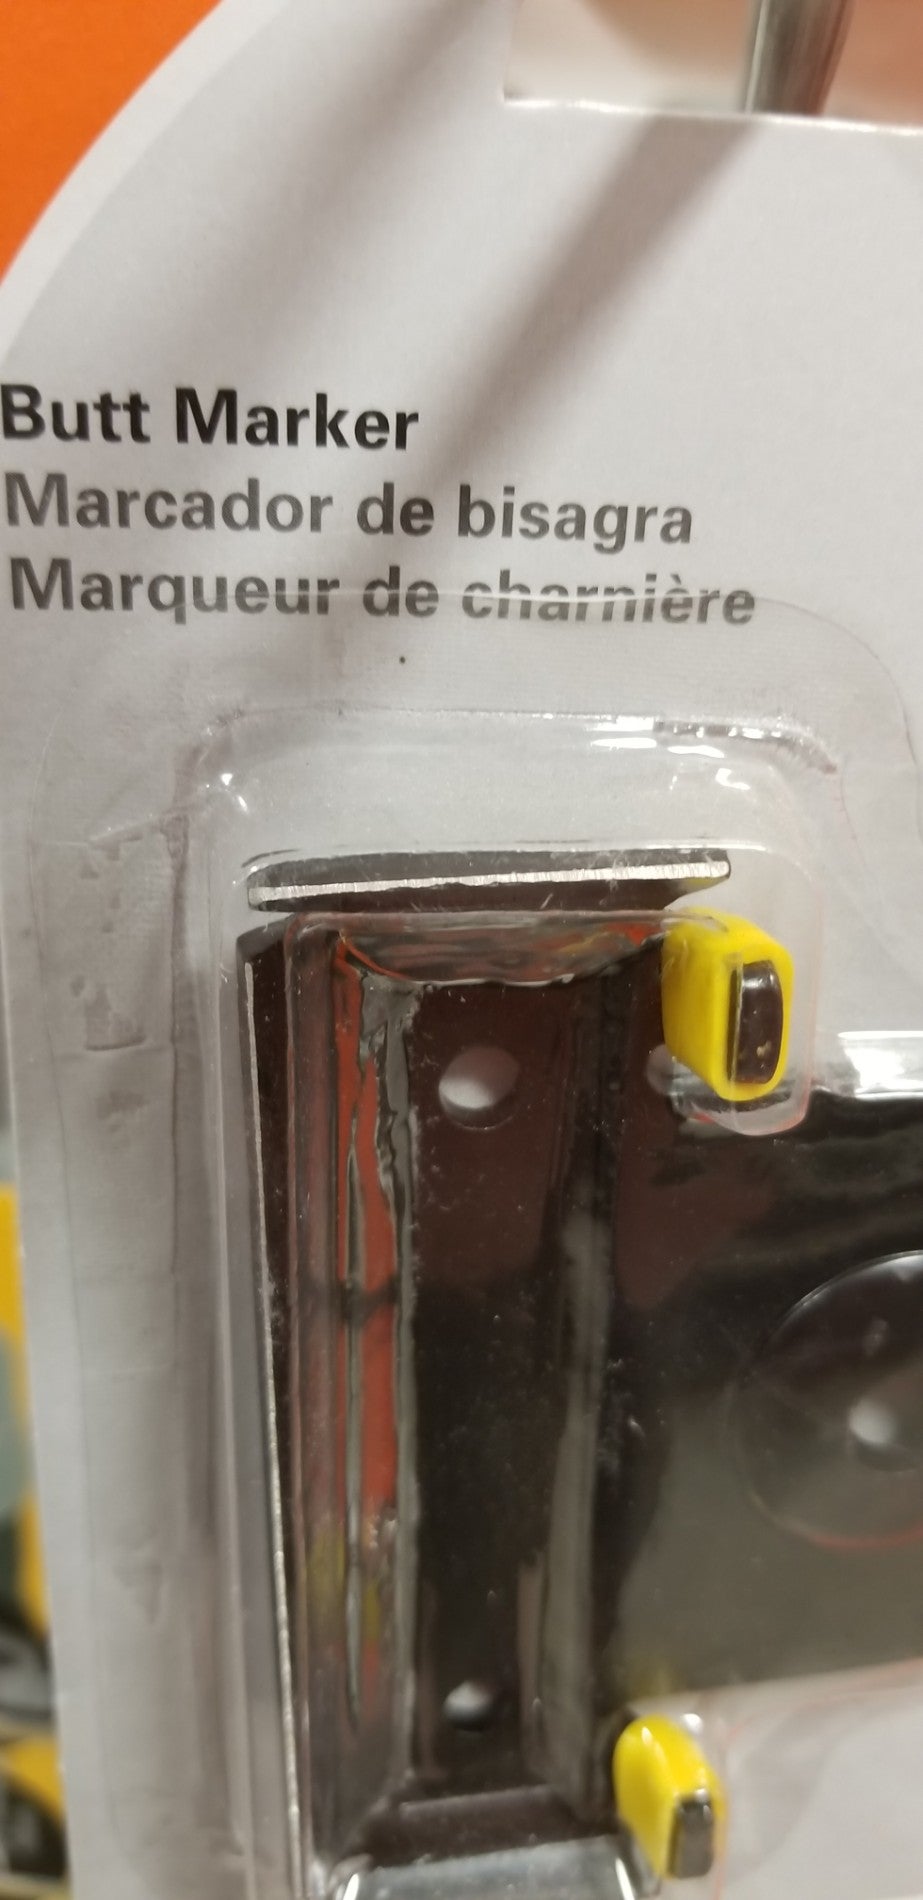 Butt Marker
Marcador de bisagra
Marqueur de charnière